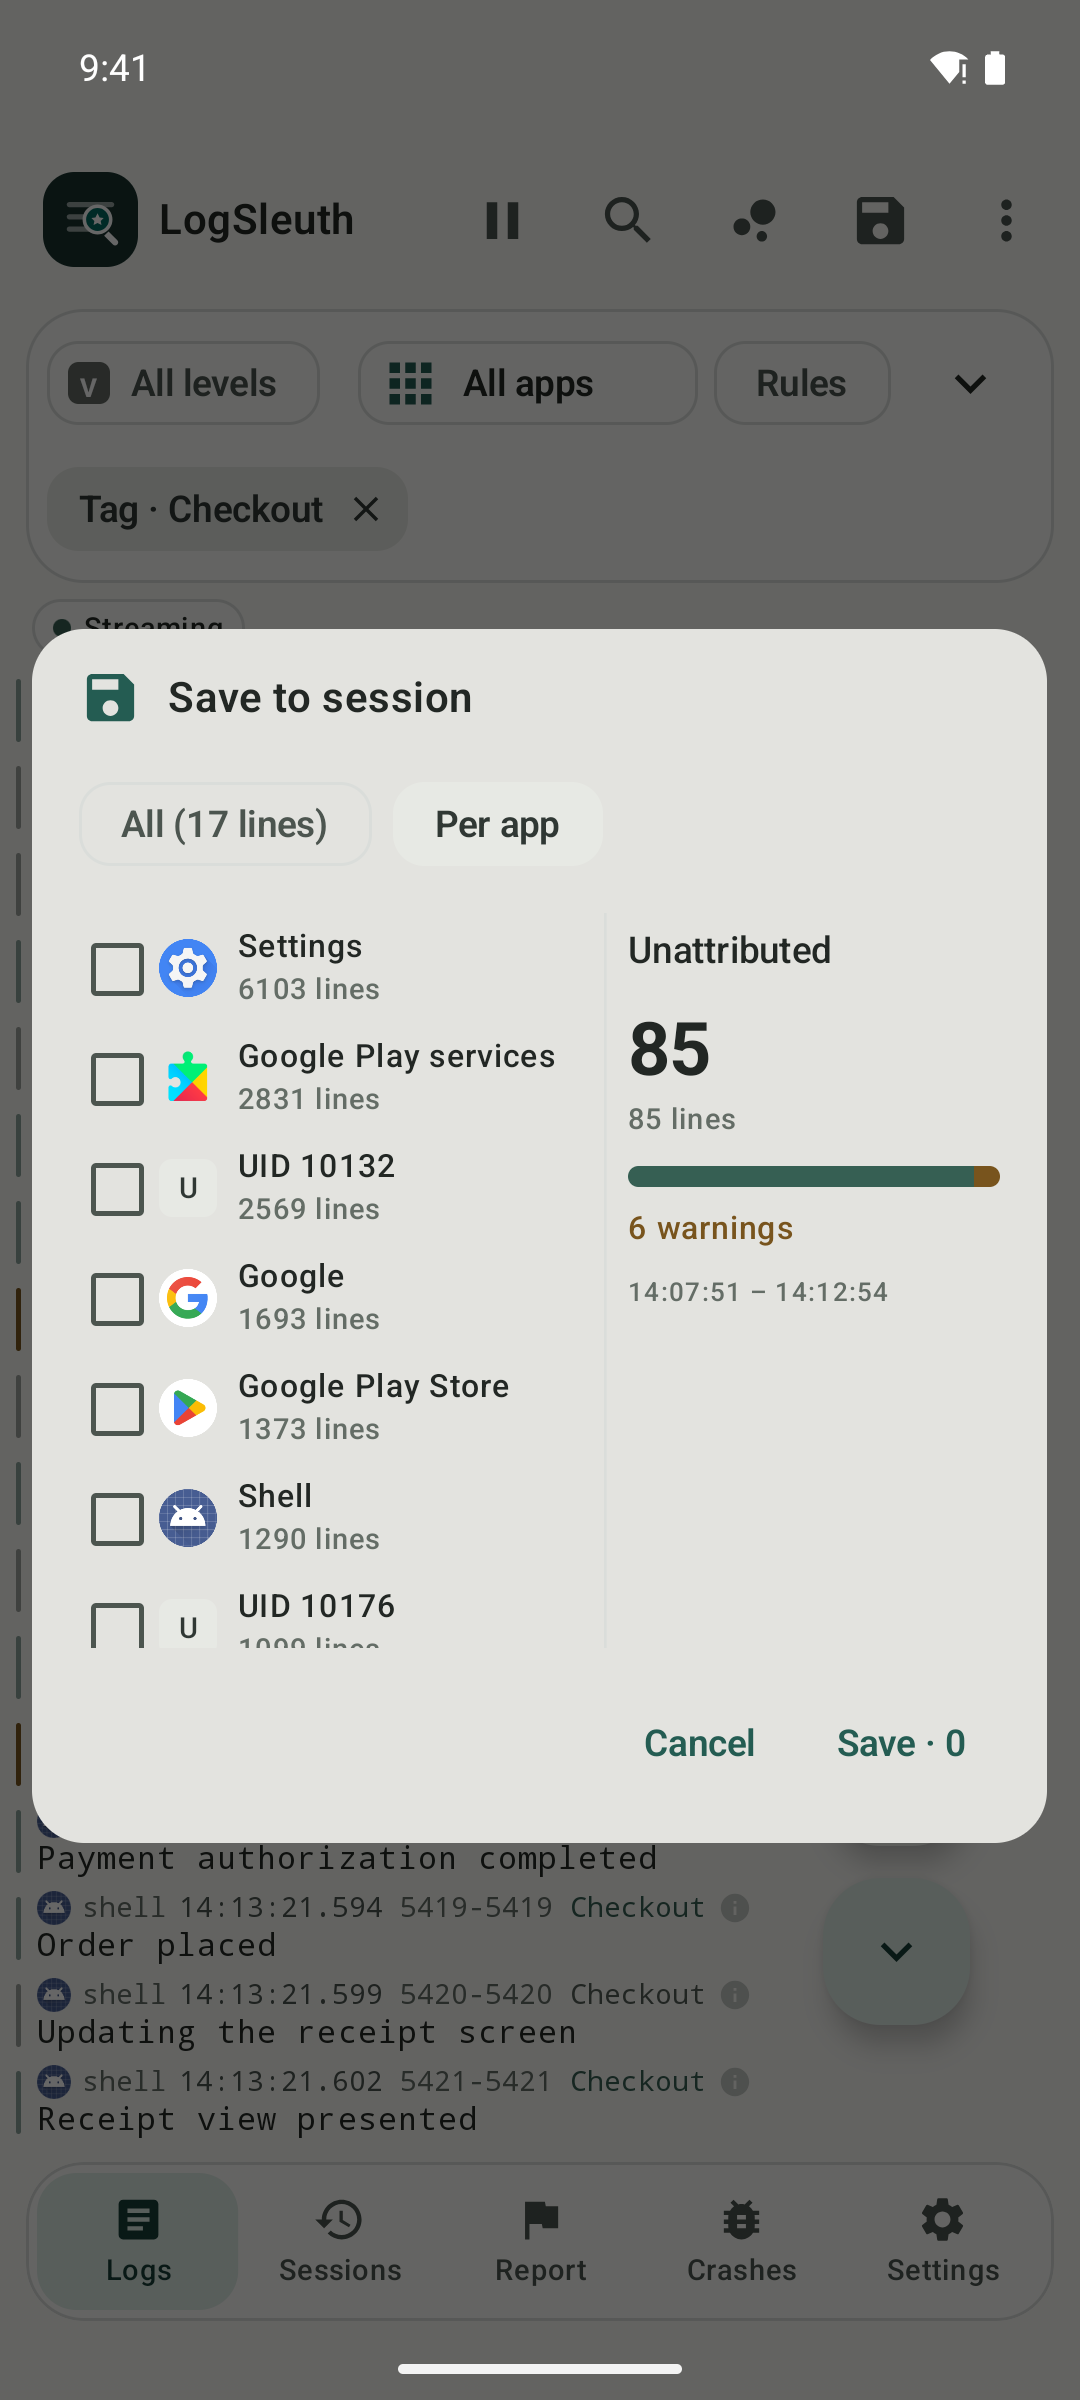 9:41
LogSleuth
V All levels
All apps
Rules
Tag · Checkout
Streaming
Save to session
All (17 lines)
Per app
Settings
6103 lines
Google Play services
2831 lines
U
UID 10132
2569 lines
Google
1693 lines
Google Play Store
1373 lines
Shell
1290 lines
U
UID 10176
lines
Unattributed
85
85 lines
6 warnings
14:07:51 – 14:12:54
Cancel
Save · 0
Payment authorization completed
shell 14:13:21.594 5419-5419 Checkout
Order placed
shell 14:13:21.599 5420-5420 Checkout
Updating the receipt screen
shell 14:13:21.602 5421-5421 Checkout
Receipt view presented
Logs
Sessions
Report
Crashes
Settings